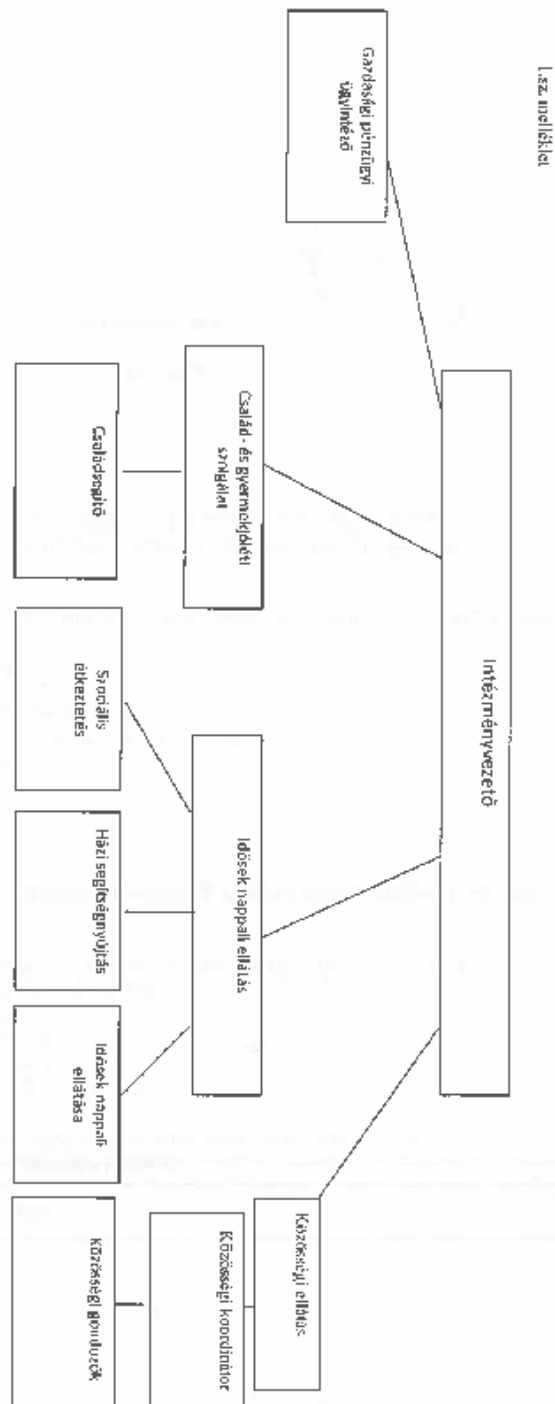 1.sz. melléklet
Intézményvezető
Gazdasági pénzügyi
ügyintéző
Család- és gyermekjóléti
szolgálat
Családsegítő
Idősek nappali ellátás
Szociális
étkeztetés
Házi segítségnyújtás
Idősek nappali
ellátása
Közösségi ellátás
Közösségi koordinátor
Közösségi gondozók